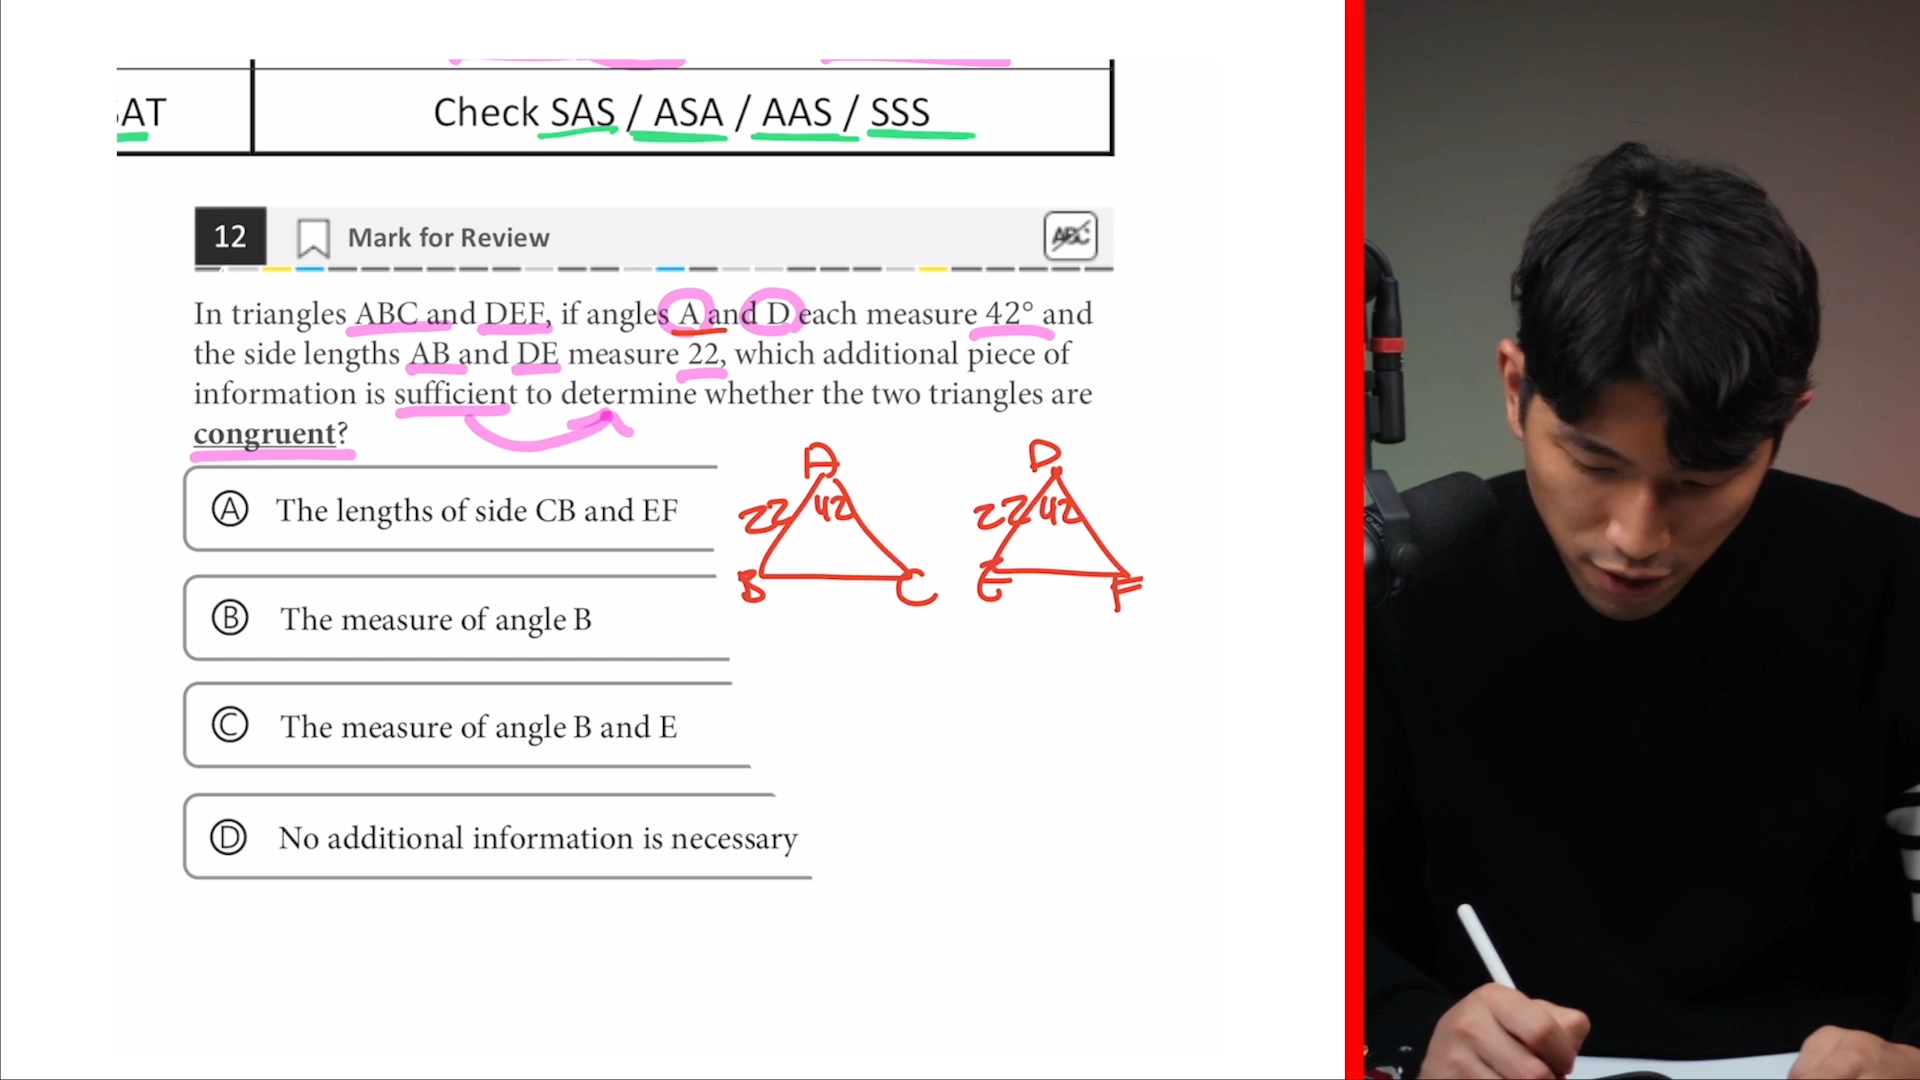 SAT
Check SAS / ASA / AAS / SSS
12 Mark for Review ABC
In triangles ABC and DEF, if angles A and D each measure 42° and
the side lengths AB and DE measure 22, which additional piece of
information is sufficient to determine whether the two triangles are
congruent?
A The lengths of side CB and EF
B The measure of angle B
C The measure of angle B and E
D No additional information is necessary
A
22 42
B C
D
22 42
E F